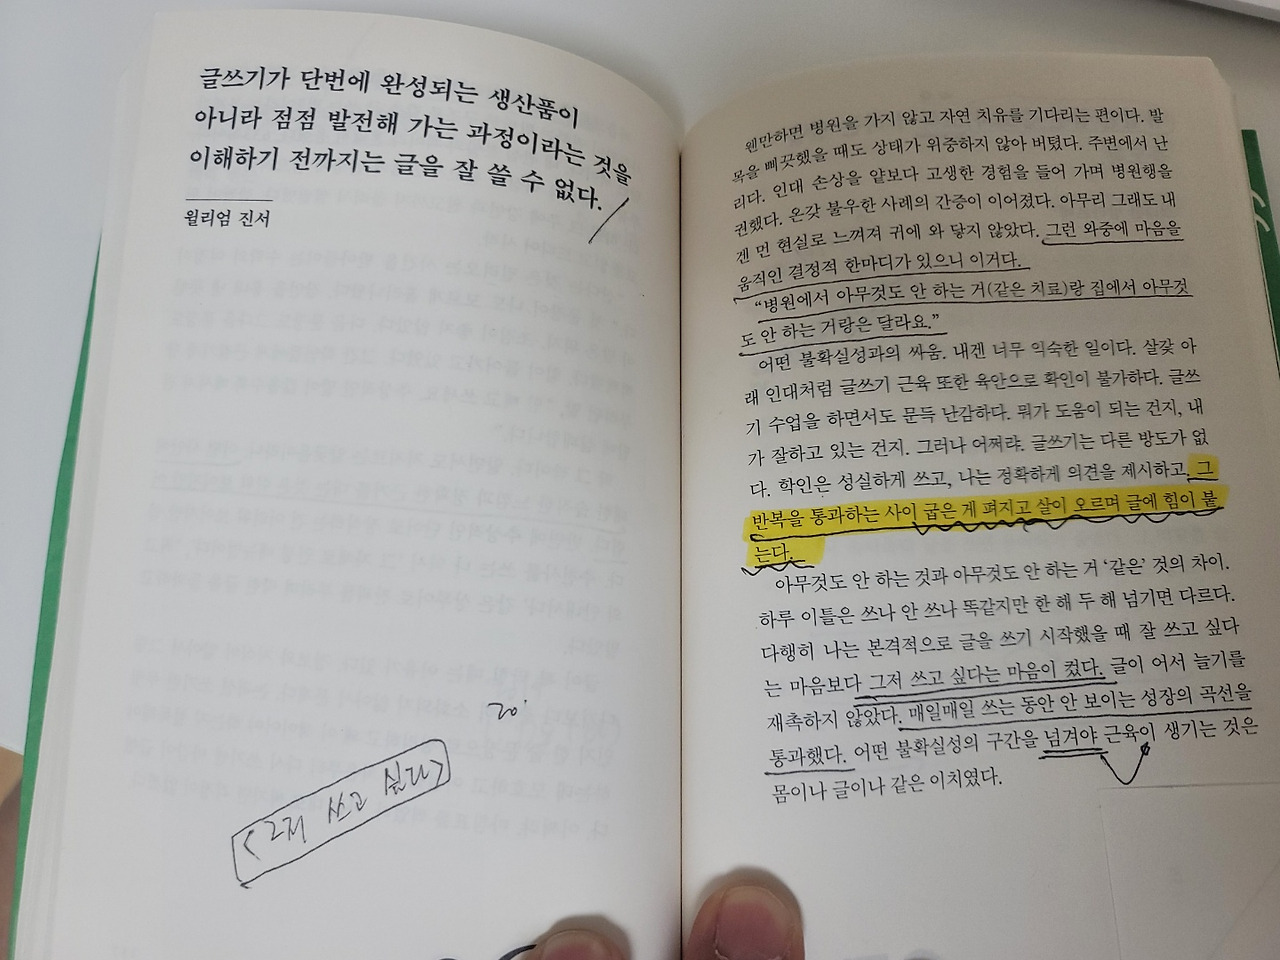 글쓰기가 단번에 완성되는 생산품이
아니라 점점 발전해 가는 과정이라는 것을
이해하기 전까지는 글을 잘 쓸 수 없다.
윌리엄 진서
20'
<그저 쓰고 싶다>
웬만하면 병원을 가지 않고 자연 치유를 기다리는 편이다. 발
목을 삐끗했을 때도 상태가 위중하지 않아 버텼다. 주변에서 난
리다. 인대 손상을 얕보다 고생한 경험을 들어 가며 병원행을
권했다. 온갖 불우한 사례의 간증이 이어졌다. 아무리 그래도 내
겐 먼 현실로 느껴져 귀에 와 닿지 않았다. 그런 와중에 마음을
움직인 결정적 한마디가 있으니 이거다.
“병원에서 아무것도 안 하는 거(같은 치료)랑 집에서 아무것
도 안 하는 거랑은 달라요.”
어떤 불확실성과의 싸움. 내겐 너무 익숙한 일이다. 살갗 아
래 인대처럼 글쓰기 근육 또한 육안으로 확인이 불가하다. 글쓰
기 수업을 하면서도 문득 난감하다. 뭐가 도움이 되는 건지, 내
가 잘하고 있는 건지. 그러나 어쩌랴. 글쓰기는 다른 방도가 없
다. 학인은 성실하게 쓰고, 나는 정확하게 의견을 제시하고. 그
반복을 통과하는 사이 굽은 게 펴지고 살이 오르며 글에 힘이 붙
는다.
아무것도 안 하는 것과 아무것도 안 하는 거 ‘같은’ 것의 차이.
하루 이틀은 쓰나 안 쓰나 똑같지만 한 해 두 해 넘기면 다르다.
다행히 나는 본격적으로 글을 쓰기 시작했을 때 잘 쓰고 싶다
는 마음보다 그저 쓰고 싶다는 마음이 컸다. 글이 어서 늘기를
재촉하지 않았다. 매일매일 쓰는 동안 안 보이는 성장의 곡선을
통과했다. 어떤 불확실성의 구간을 넘겨야 근육이 생기는 것은
몸이나 글이나 같은 이치였다.